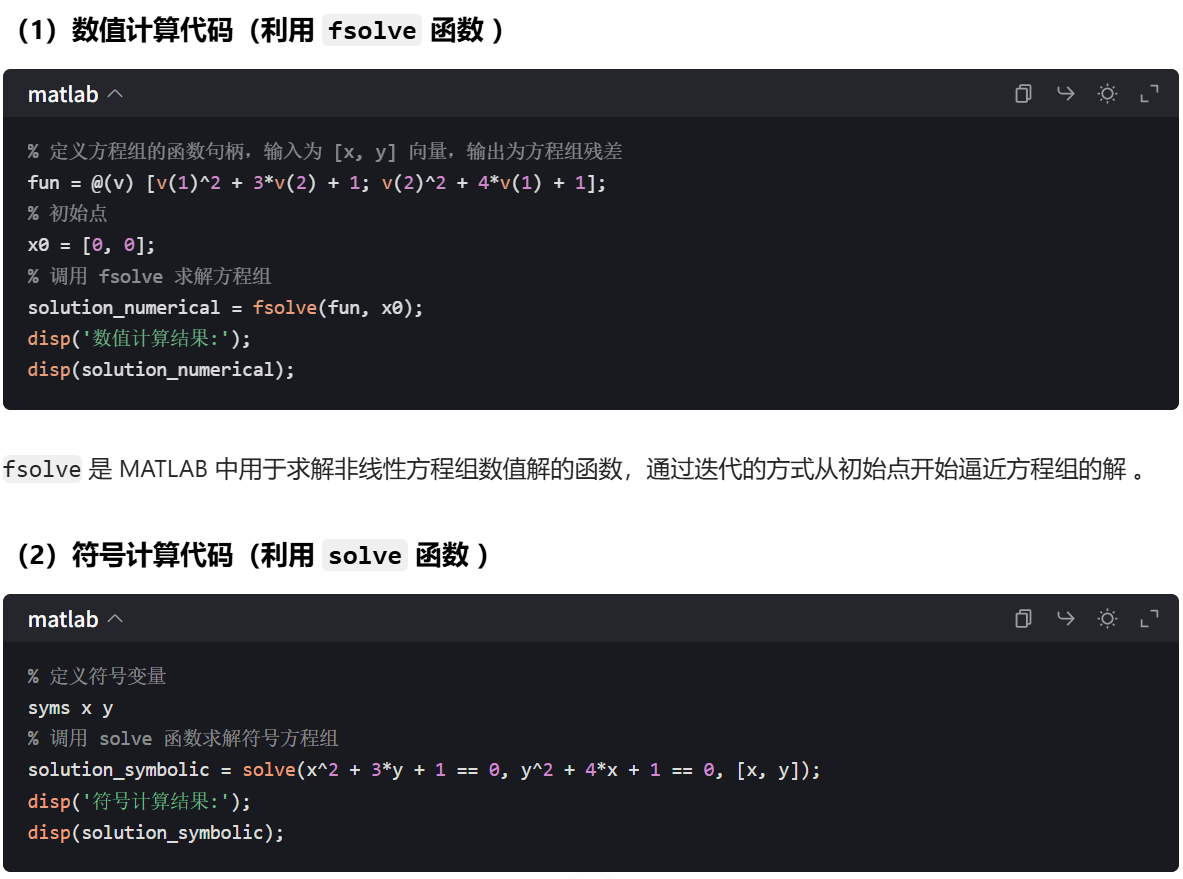 （1）数值计算代码（利用 fsolve 函数 ）
matlab
% 定义方程组的函数句柄，输入为 [x, y] 向量，输出为方程组残差
fun = @(v) [v(1)^2 + 3*v(2) + 1; v(2)^2 + 4*v(1) + 1];
% 初始点
x0 = [0, 0];
% 调用 fsolve 求解方程组
solution_numerical = fsolve(fun, x0);
disp('数值计算结果:');
disp(solution_numerical);
fsolve 是 MATLAB 中用于求解非线性方程组数值解的函数，通过迭代的方式从初始点开始逼近方程组的解 。
（2）符号计算代码（利用 solve 函数 ）
matlab
% 定义符号变量
syms x y
% 调用 solve 函数求解符号方程组
solution_symbolic = solve(x^2 + 3*y + 1 == 0, y^2 + 4*x + 1 == 0, [x, y]);
disp('符号计算结果:');
disp(solution_symbolic);